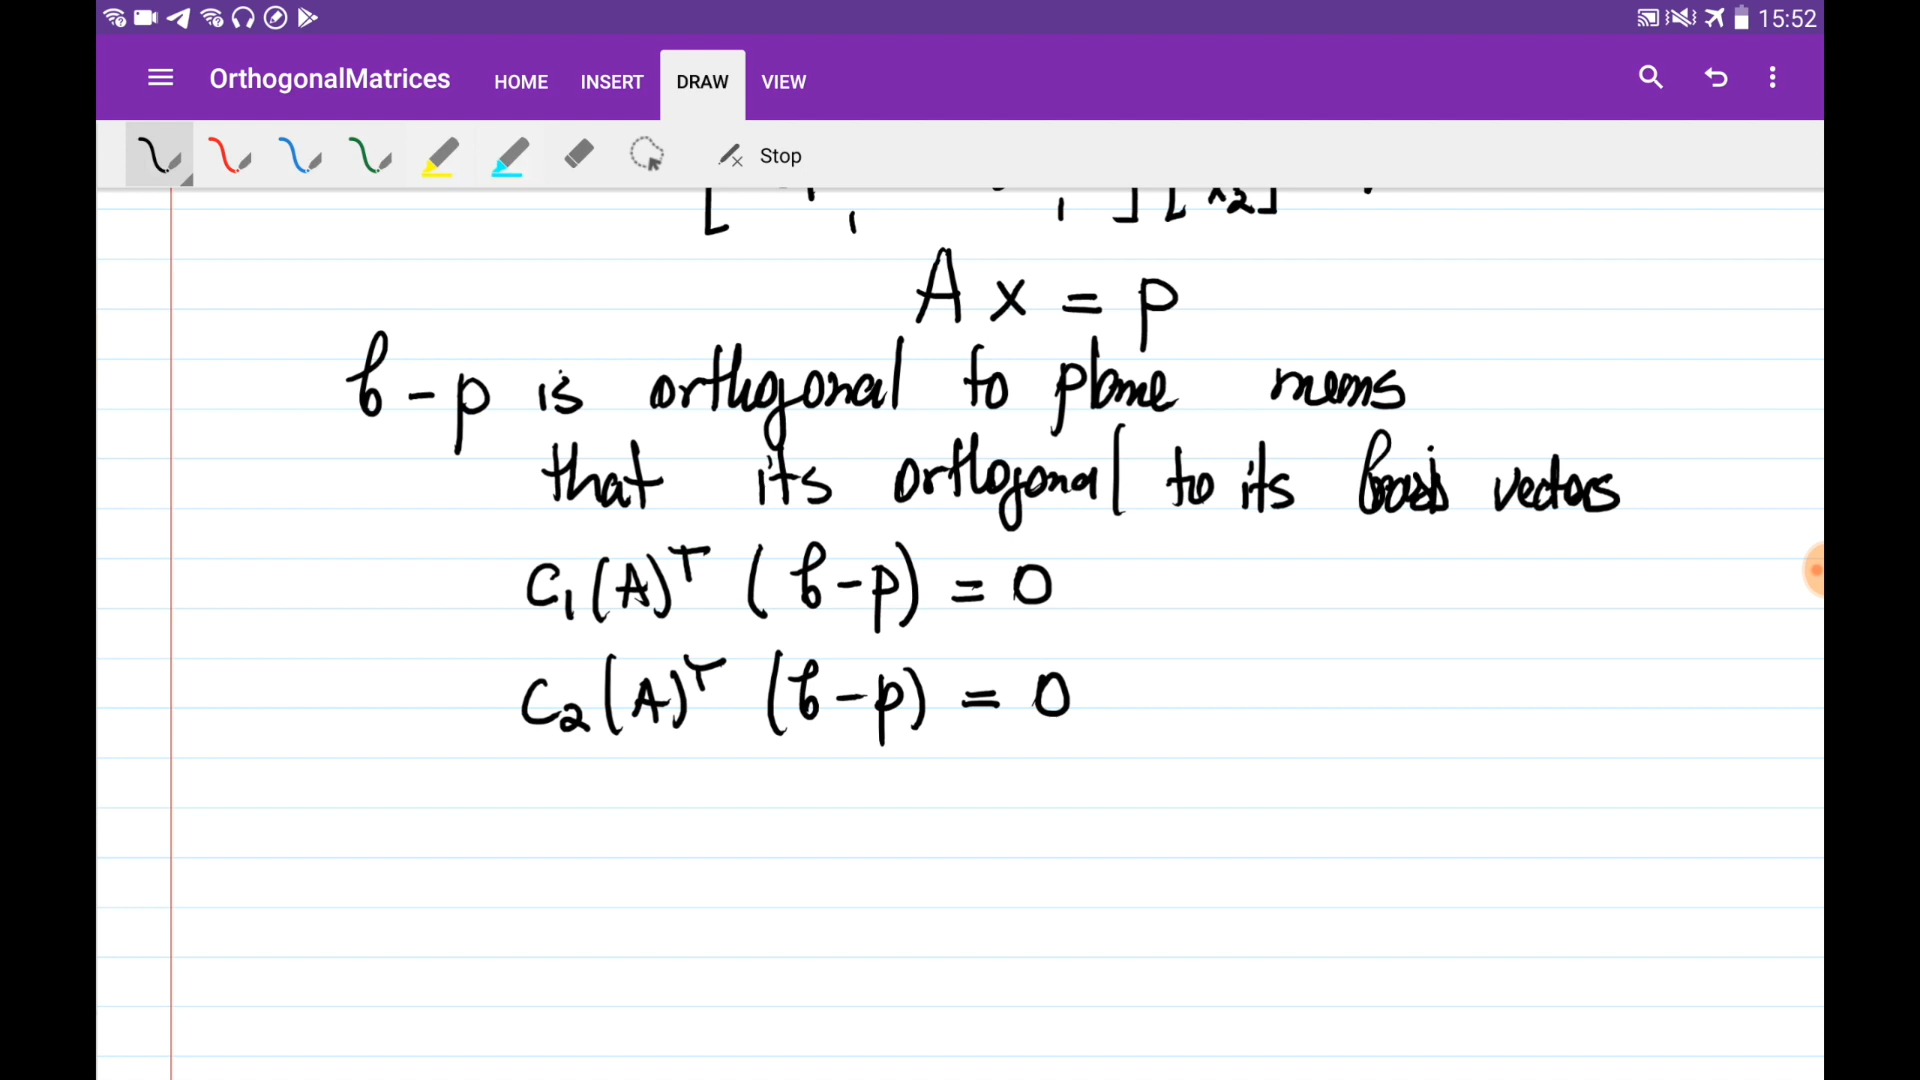 15:52
OrthogonalMatrices HOME INSERT DRAW VIEW
Stop
A x = p
b - p is orthogonal to plane means
that its orthogonal to its basis vectors
C₁(A)ᵀ (b-p) = 0
C₂(A)ᵀ (b-p) = 0